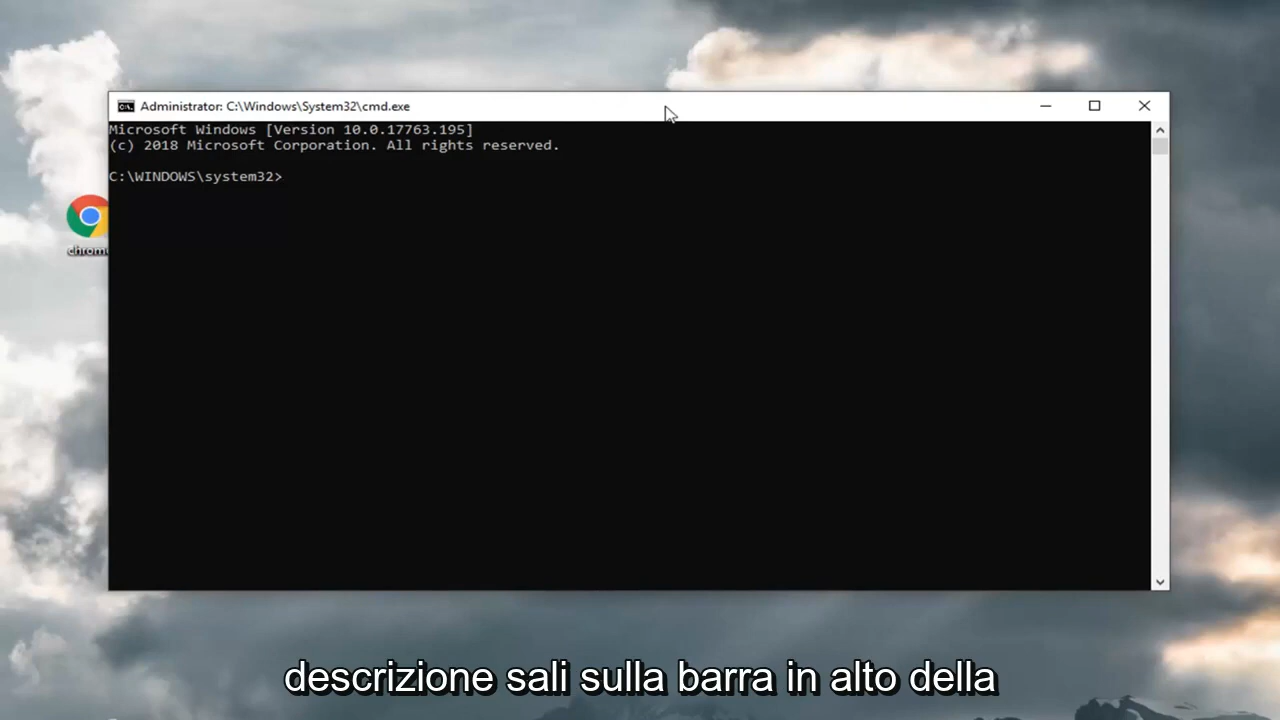 Administrator: C:\Windows\System32\cmd.exe
Microsoft Windows [Version 10.0.17763.195]
(c) 2018 Microsoft Corporation. All rights reserved.
C:\WINDOWS\system32>
chrome
descrizione sali sulla barra in alto della